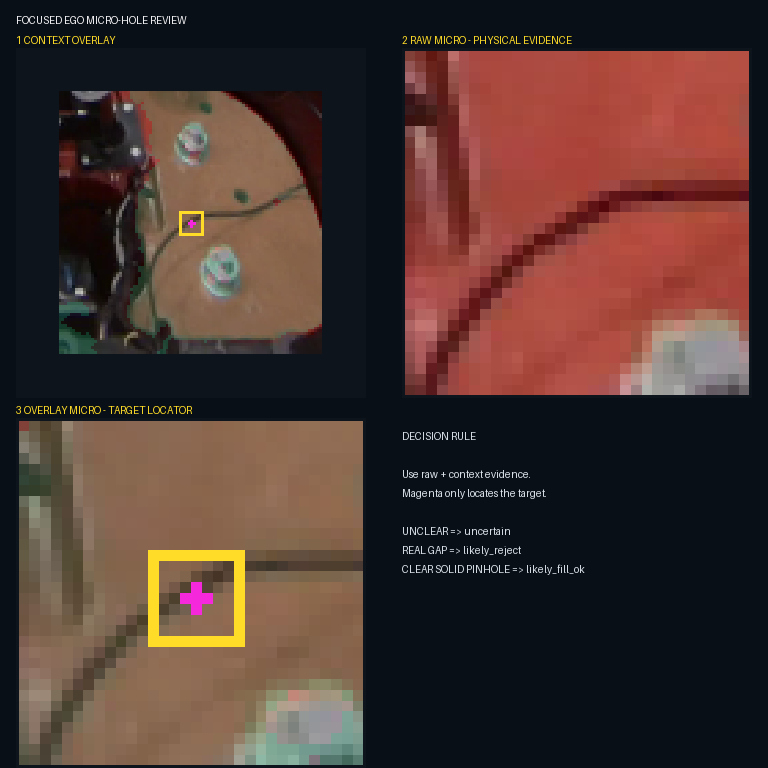 FOCUSED EGO MICRO-HOLE REVIEW
1 CONTEXT OVERLAY
2 RAW MICRO - PHYSICAL EVIDENCE
3 OVERLAY MICRO - TARGET LOCATOR
DECISION RULE
Use raw + context evidence.
Magenta only locates the target.
UNCLEAR => uncertain
REAL GAP => likely_reject
CLEAR SOLID PINHOLE => likely_fill_ok